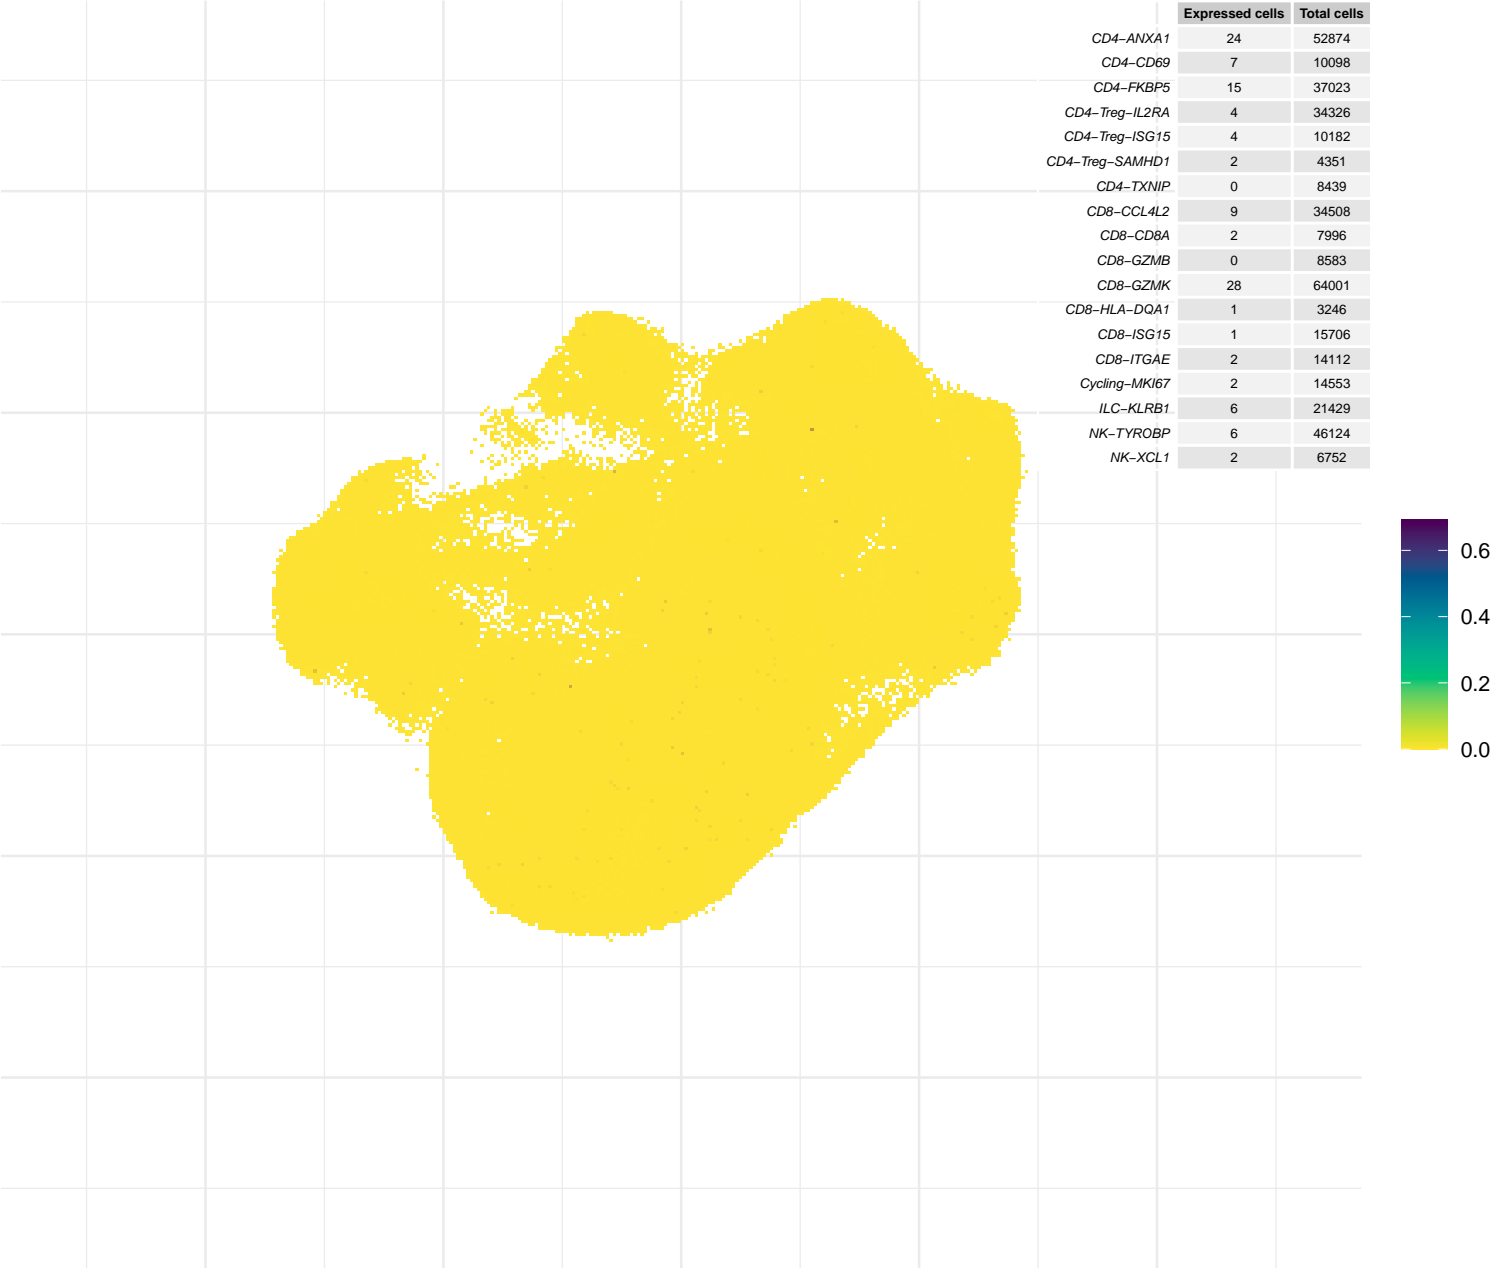 Expressed cells Total cells
CD4−ANXA1 24 52874
CD4−CD69 7 10098
CD4−FKBP5 15 37023
CD4−Treg−IL2RA 4 34326
CD4−Treg−ISG15 4 10182
CD4−Treg−SAMHD1 2 4351
CD4−TXNIP 0 8439
CD8−CCL4L2 9 34508
CD8−CD8A 2 7996
CD8−GZMB 0 8583
CD8−GZMK 28 64001
CD8−HLA−DQA1 1 3246
CD8−ISG15 1 15706
CD8−ITGAE 2 14112
Cycling−MKI67 2 14553
ILC−KLRB1 6 21429
NK−TYROBP 6 46124
NK−XCL1 2 6752
0.6
0.4
0.2
0.0